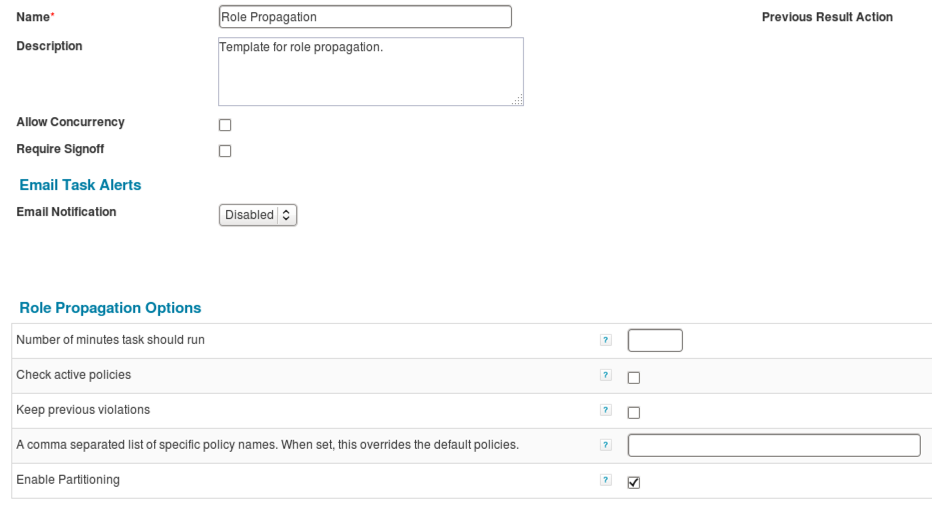 Name* Role Propagation Previous Result Action
Description Template for role propagation.
Allow Concurrency
Require Signoff
Email Task Alerts
Email Notification Disabled
Role Propagation Options
Number of minutes task should run ?
Check active policies ?
Keep previous violations ?
A comma separated list of specific policy names. When set, this overrides the default policies. ?
Enable Partitioning ?